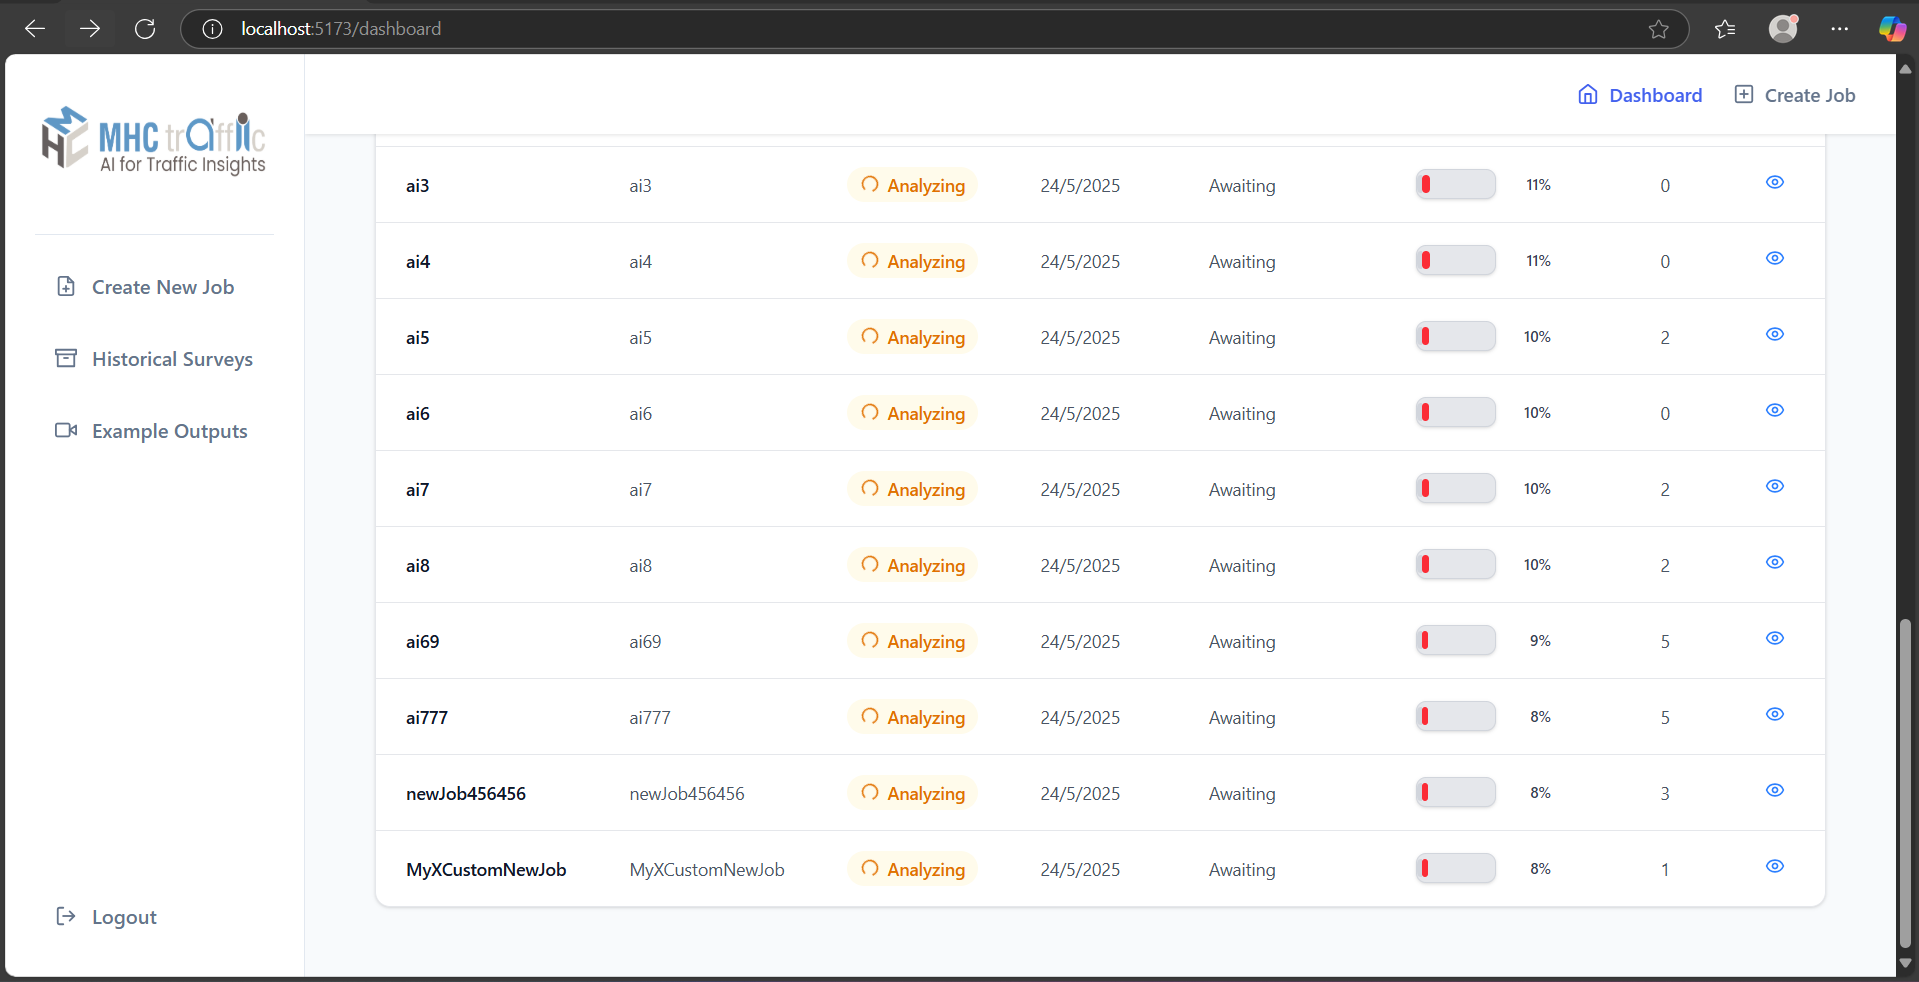 localhost:5173/dashboard
MHC traffic
AI for Traffic Insights
Dashboard
Create Job
Create New Job
Historical Surveys
Example Outputs
Logout
ai3 ai3 Analyzing 24/5/2025 Awaiting 11% 0
ai4 ai4 Analyzing 24/5/2025 Awaiting 11% 0
ai5 ai5 Analyzing 24/5/2025 Awaiting 10% 2
ai6 ai6 Analyzing 24/5/2025 Awaiting 10% 0
ai7 ai7 Analyzing 24/5/2025 Awaiting 10% 2
ai8 ai8 Analyzing 24/5/2025 Awaiting 10% 2
ai69 ai69 Analyzing 24/5/2025 Awaiting 9% 5
ai777 ai777 Analyzing 24/5/2025 Awaiting 8% 5
newJob456456 newJob456456 Analyzing 24/5/2025 Awaiting 8% 3
MyXCustomNewJob MyXCustomNewJob Analyzing 24/5/2025 Awaiting 8% 1